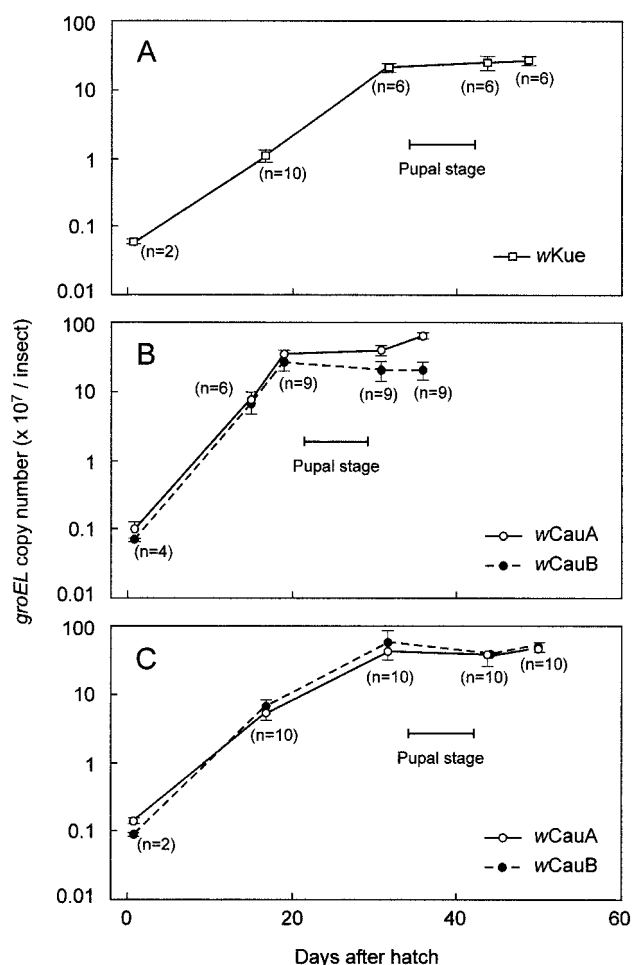 A
100
10
1
0.1
0.01
(n=2)
(n=10)
(n=6)
(n=6)
(n=6)
Pupal stage
wKue
B
100
10
1
0.1
0.01
(n=4)
(n=6)
(n=9)
(n=9)
(n=9)
Pupal stage
wCauA
wCauB
C
100
10
1
0.1
0.01
(n=2)
(n=10)
(n=10)
(n=10)
(n=10)
Pupal stage
wCauA
wCauB
0
20
40
60
Days after hatch
groEL copy number (x 10⁷ / insect)